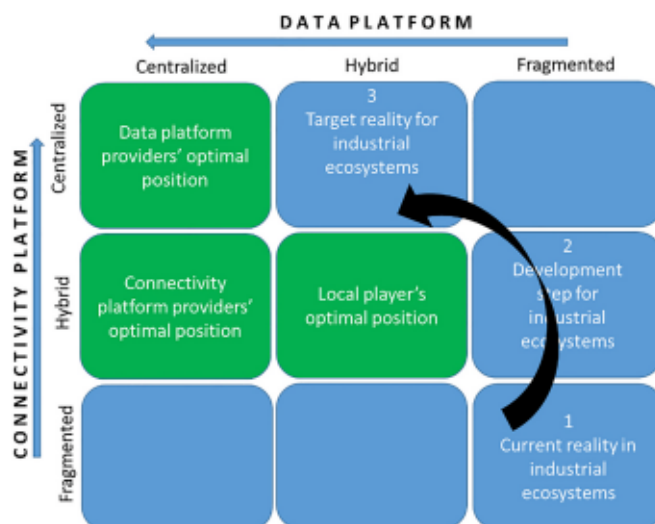 DATA PLATFORM
Centralized
Hybrid
Fragmented
CONNECTIVITY PLATFORM
Centralized
Data platform
providers' optimal
position
3
Target reality for
industrial
ecosystems
Hybrid
Connectivity
platform providers'
optimal position
Local player's
optimal position
2
Development
step for
industrial
ecosystems
Fragmented
1
Current reality in
industrial
ecosystems